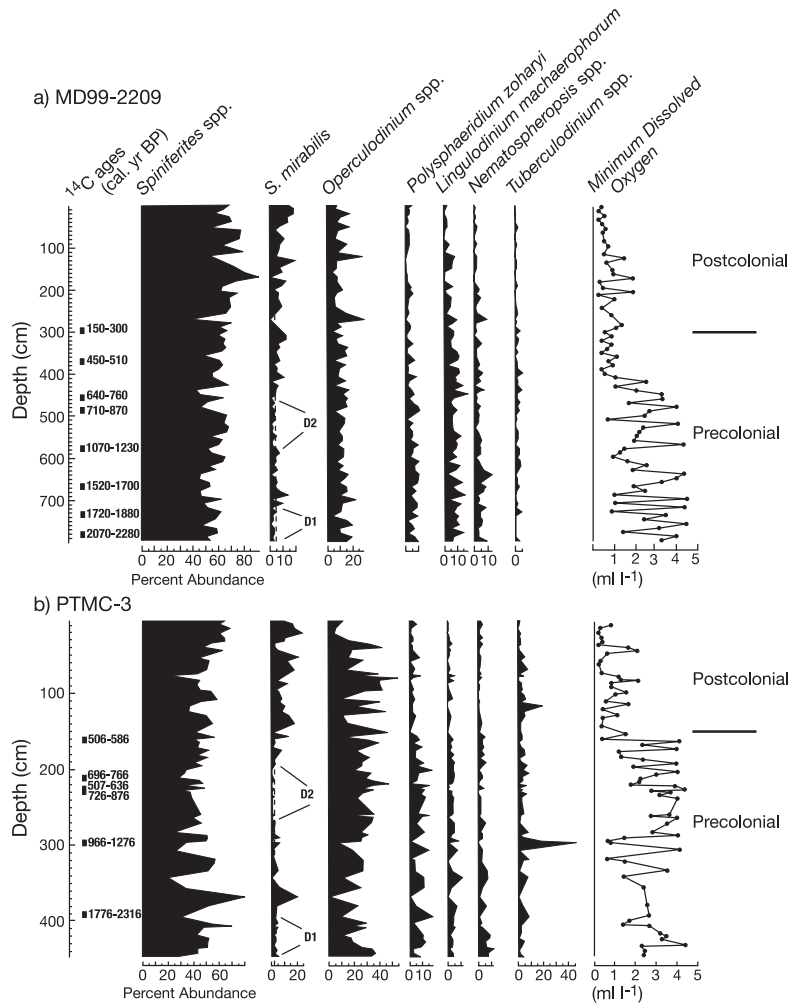 a) MD99-2209
14C ages
(cal. yr BP)
Spiniferites spp.
S. mirabilis
Operculodinium spp.
Polysphaeridium zoharyi
Lingulodinium machaerophorum
Nematospheropsis spp.
Tuberculodinium spp.
Minimum Dissolved
Oxygen
Depth (cm)
100
200
300
400
500
600
700
150-300
450-510
640-760
710-870
1070-1230
1520-1700
1720-1880
2070-2280
D2
D1
Postcolonial
Precolonial
0 20 40 60 80
Percent Abundance
0 10
0 20
0 10
0 10
0
1 2 3 4 5
(ml l-1)
b) PTMC-3
Depth (cm)
100
200
300
400
506-586
696-766
507-636
726-876
966-1276
1776-2316
D2
D1
Postcolonial
Precolonial
0 20 40 60 80
Percent Abundance
0 20
0 20 40
0 10
0
0
0 20 40
0 1 2 3 4 5
(ml l-1)